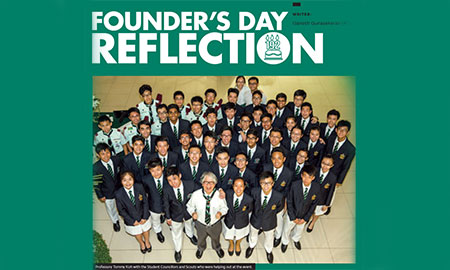 FOUNDER'S DAY
REFLECTION
192
WRITER:
Professor Tommy Koh with the Student Councillors and Scouts who were helping out at the event.